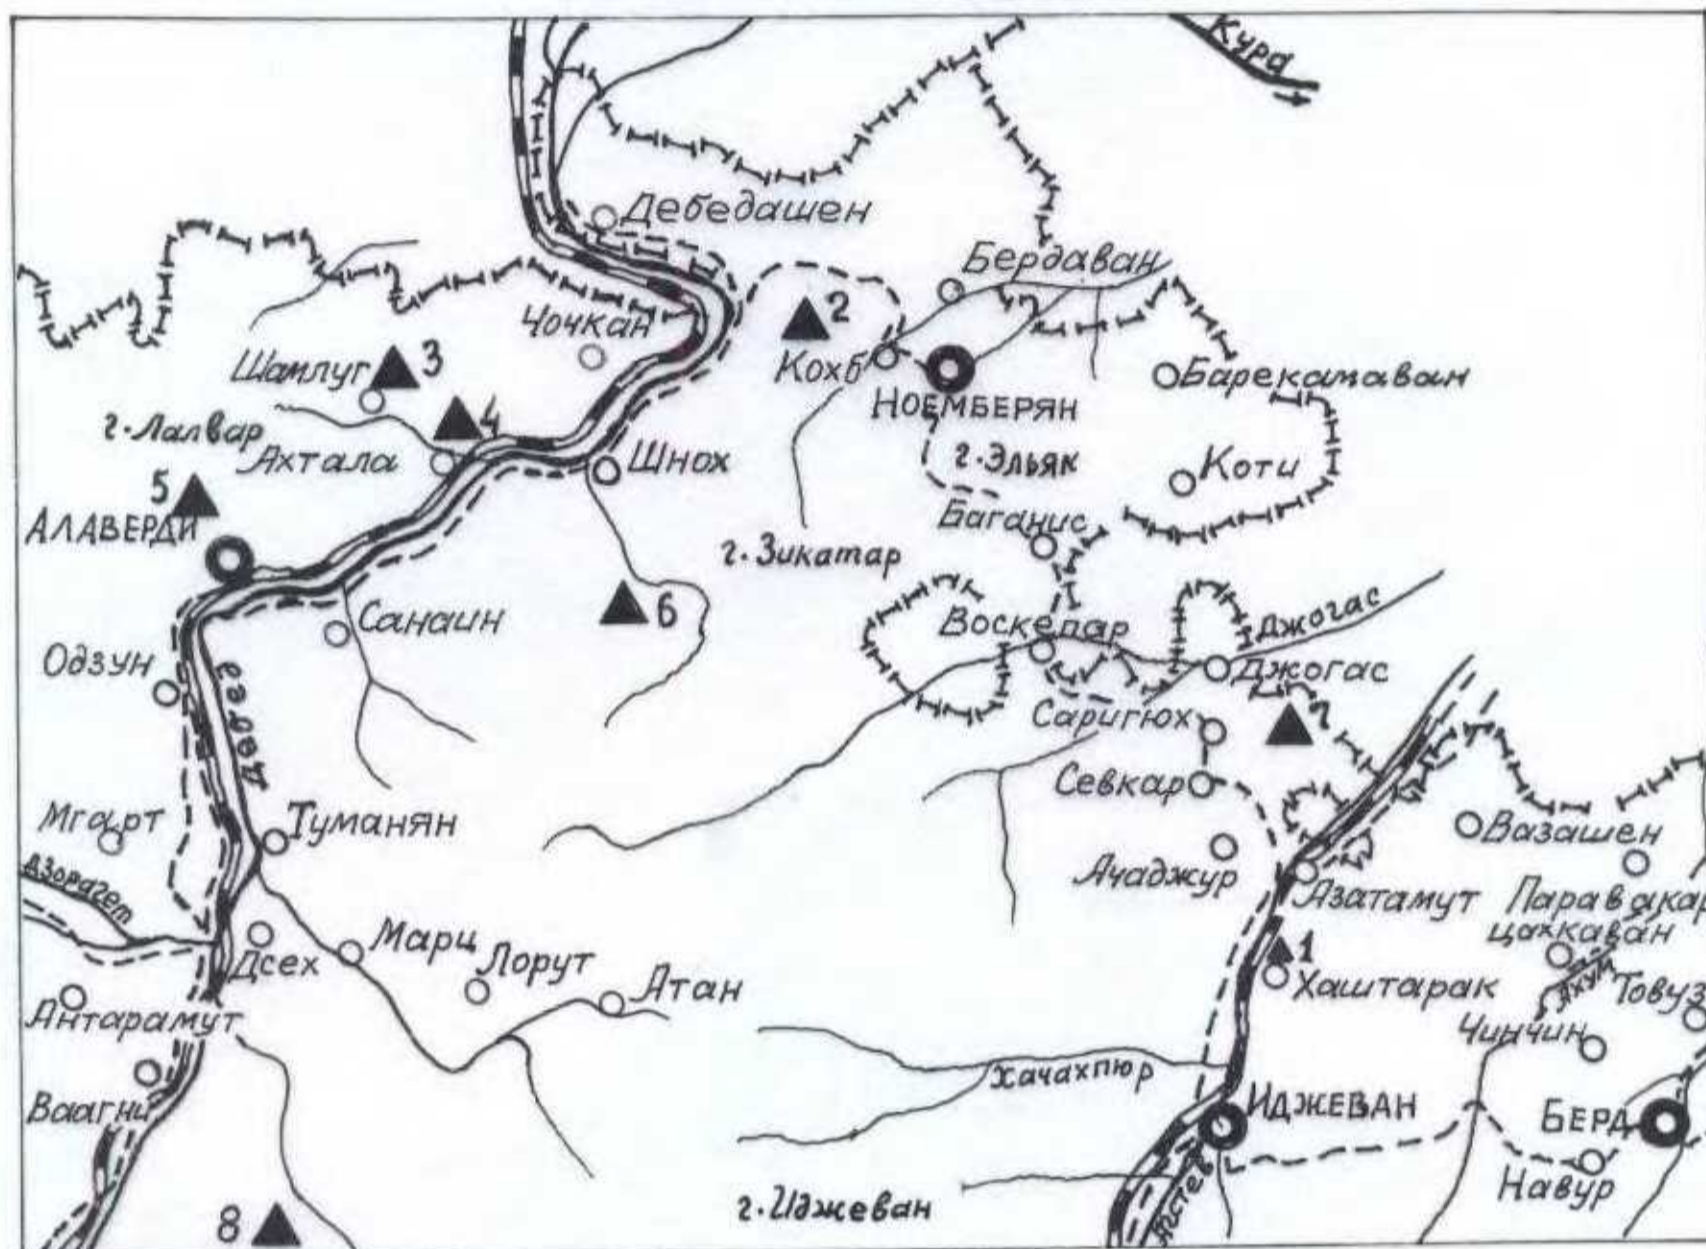 Кура
Дебедашен
Бердаван
2
Чочкан
Шамлуг
3
Кохб
Барекамаван
НОЕМБЕРЯН
г.Лалвар
4
Ахтала
Шнох
г.Эльяк
Коти
5
АЛАВЕРДИ
Баганис
г.Зикатар
6
Санаин
Воскепар
Джогас
Одзун
Джогас
Дебед
Саригюх
7
Севкар
Мгарт
Туманян
Вазашен
Ачаджур
Азатамут
Паравакар
Дзорагет
Цахкаван
Дсех
Марц
Лорут
Атан
1
Хаштарак
Ахум
Товуз
Антарамут
Чинчин
Хачахпюр
Ваагни
ИДЖЕВАН
БЕРД
Агстев
Навур
г.Иджеван
8